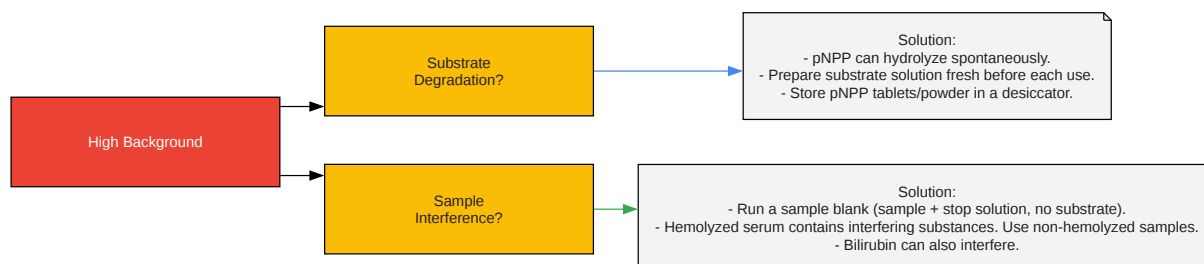 High Background
Substrate
Degradation?
Solution:
- pNPP can hydrolyze spontaneously.
- Prepare substrate solution fresh before each use.
- Store pNPP tablets/powder in a desiccator.
Sample
Interference?
Solution:
- Run a sample blank (sample + stop solution, no substrate).
- Hemolyzed serum contains interfering substances. Use non-hemolyzed samples.
- Bilirubin can also interfere.